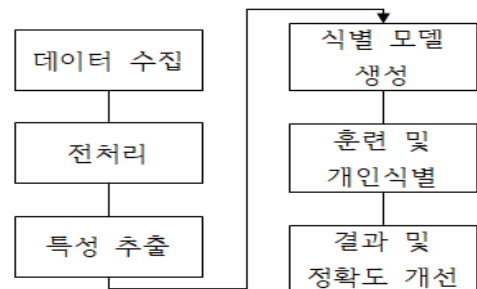 데이터 수집
전처리
특성 추출
식별 모델
생성
훈련 및
개인식별
결과 및
정확도 개선